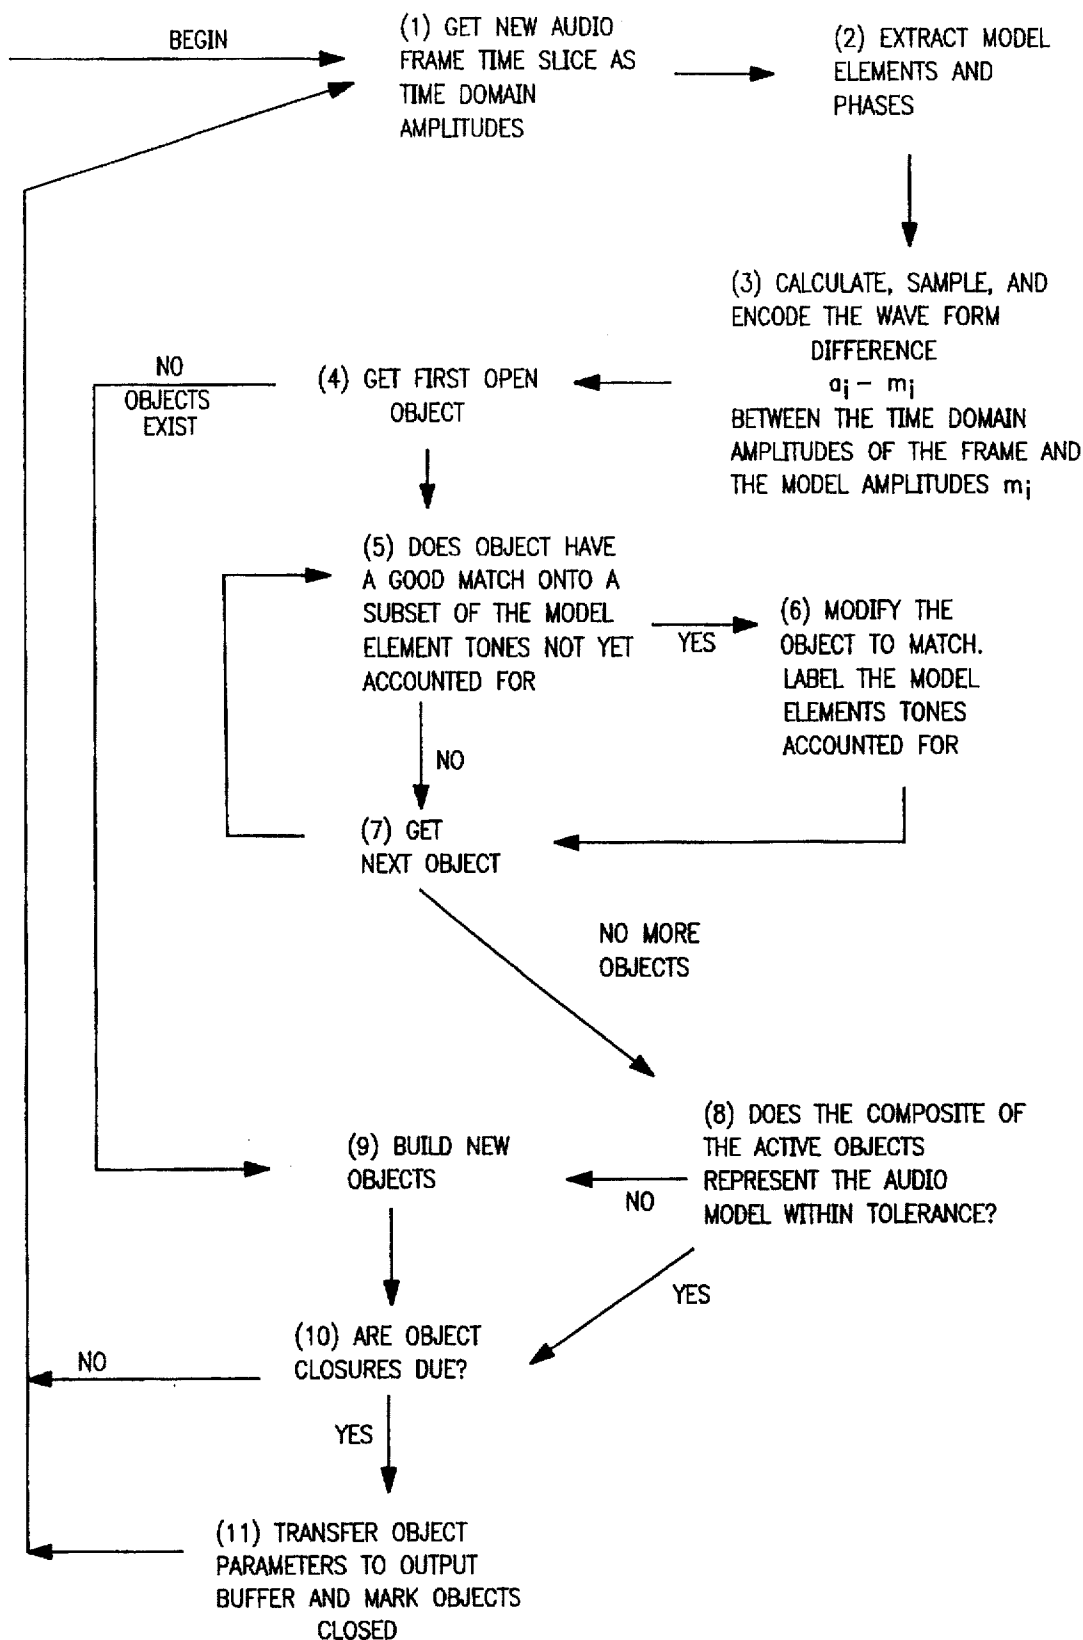 BEGIN
(1) GET NEW AUDIO
FRAME TIME SLICE AS
TIME DOMAIN
AMPLITUDES
(2) EXTRACT MODEL
ELEMENTS AND
PHASES
(3) CALCULATE, SAMPLE, AND
ENCODE THE WAVE FORM
DIFFERENCE
ai - mi
BETWEEN THE TIME DOMAIN
AMPLITUDES OF THE FRAME AND
THE MODEL AMPLITUDES mi
(4) GET FIRST OPEN
OBJECT
NO
OBJECTS
EXIST
(5) DOES OBJECT HAVE
A GOOD MATCH ONTO A
SUBSET OF THE MODEL
ELEMENT TONES NOT YET
ACCOUNTED FOR
YES
(6) MODIFY THE
OBJECT TO MATCH.
LABEL THE MODEL
ELEMENTS TONES
ACCOUNTED FOR
NO
(7) GET
NEXT OBJECT
NO MORE
OBJECTS
(8) DOES THE COMPOSITE OF
THE ACTIVE OBJECTS
REPRESENT THE AUDIO
MODEL WITHIN TOLERANCE?
NO
(9) BUILD NEW
OBJECTS
YES
(10) ARE OBJECT
CLOSURES DUE?
NO
YES
(11) TRANSFER OBJECT
PARAMETERS TO OUTPUT
BUFFER AND MARK OBJECTS
CLOSED